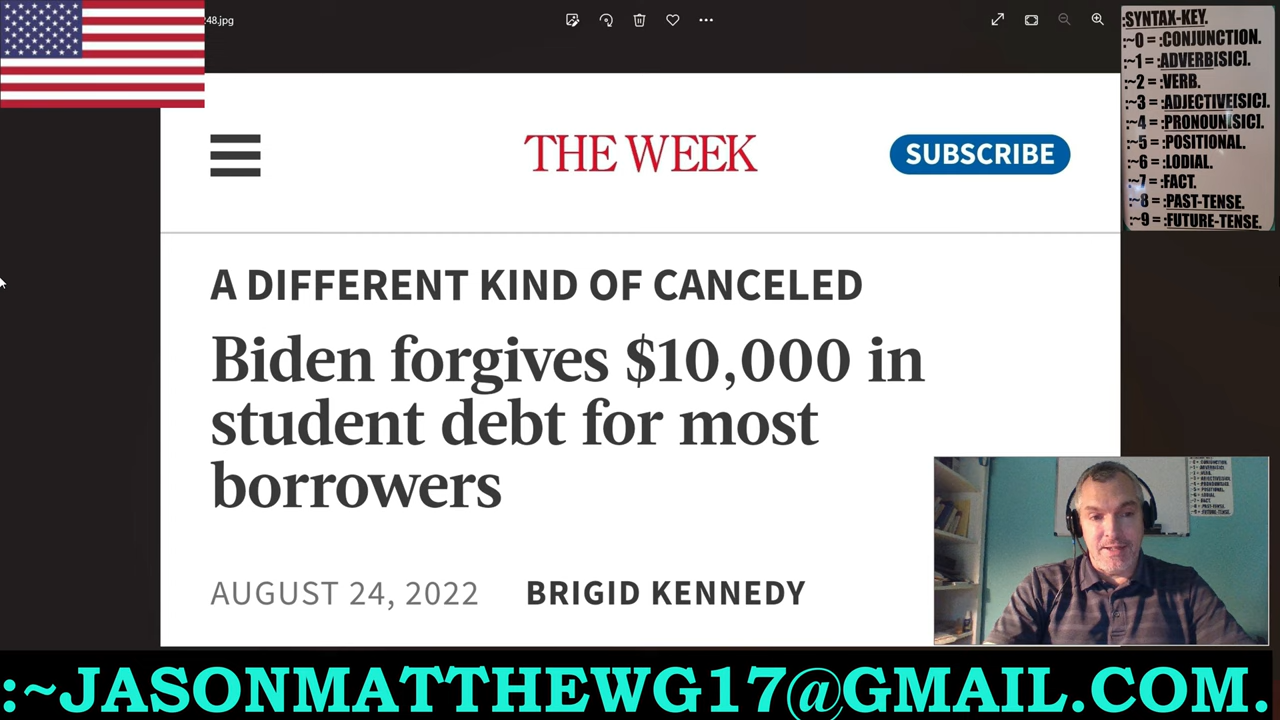 248.jpg
:SYNTAX-KEY.
:~0 = :CONJUNCTION.
:~1 = :ADVERB[SIC].
:~2 = :VERB.
:~3 = :ADJECTIVE[SIC].
:~4 = :PRONOUN[SIC].
:~5 = :POSITIONAL.
:~6 = :LODIAL.
:~7 = :FACT.
:~8 = :PAST-TENSE.
:~9 = :FUTURE-TENSE.
THE WEEK
SUBSCRIBE
A DIFFERENT KIND OF CANCELED
Biden forgives $10,000 in
student debt for most
borrowers
AUGUST 24, 2022 BRIGID KENNEDY
:~JASONMATTHEWG17@GMAIL.COM.